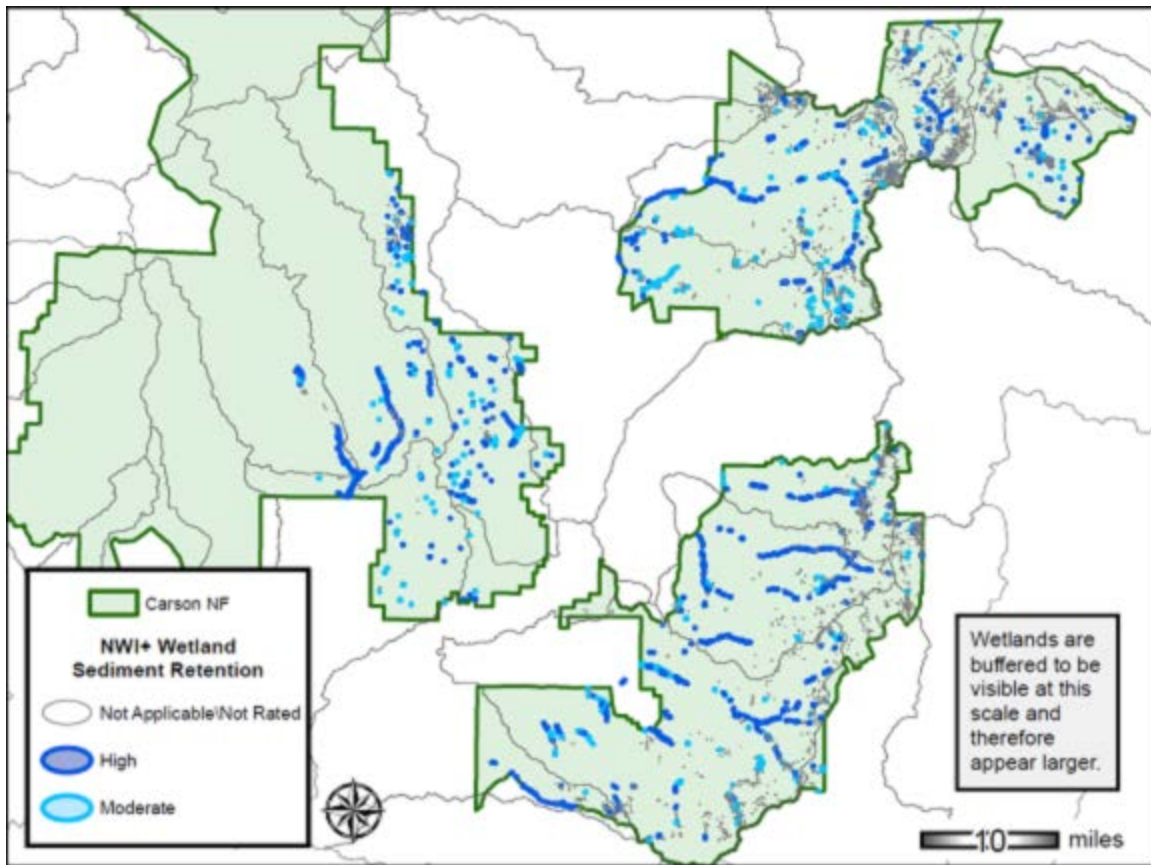 Carson NF
NWI+ Wetland
Sediment Retention
Not Applicable\Not Rated
High
Moderate
Wetlands are
buffered to be
visible at this
scale and
therefore
appear larger.
10 miles